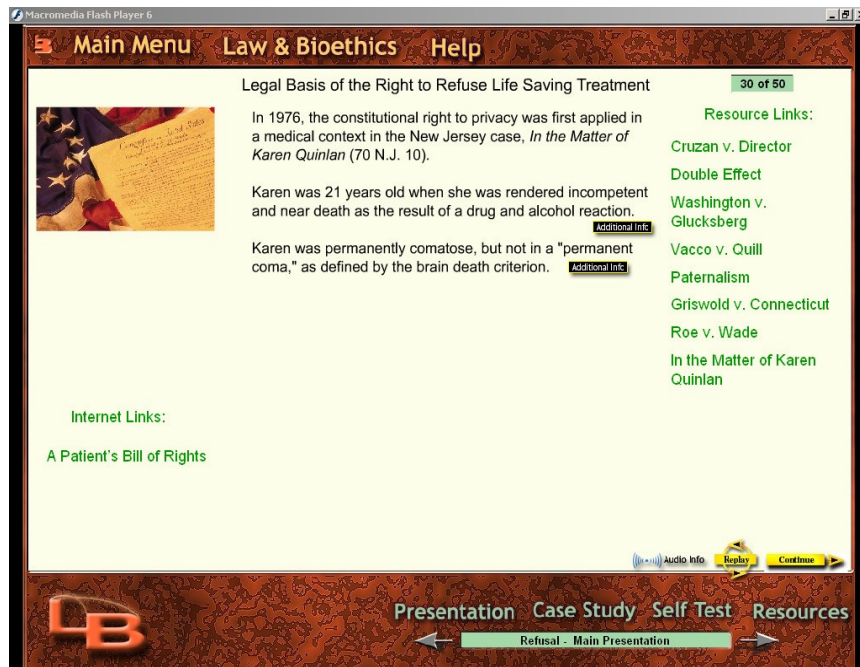 Macromedia Flash Player 6
Main Menu Law & Bioethics Help
Legal Basis of the Right to Refuse Life Saving Treatment
30 of 50
In 1976, the constitutional right to privacy was first applied in
a medical context in the New Jersey case, In the Matter of
Karen Quinlan (70 N.J. 10).
Karen was 21 years old when she was rendered incompetent
and near death as the result of a drug and alcohol reaction.
Additional Info
Karen was permanently comatose, but not in a "permanent
coma," as defined by the brain death criterion. Additional Info
Resource Links:
Cruzan v. Director
Double Effect
Washington v.
Glucksberg
Vacco v. Quill
Paternalism
Griswold v. Connecticut
Roe v. Wade
In the Matter of Karen
Quinlan
Internet Links:
A Patient's Bill of Rights
Audio Info Replay Continue
LB
Presentation Case Study Self Test Resources
Refusal - Main Presentation